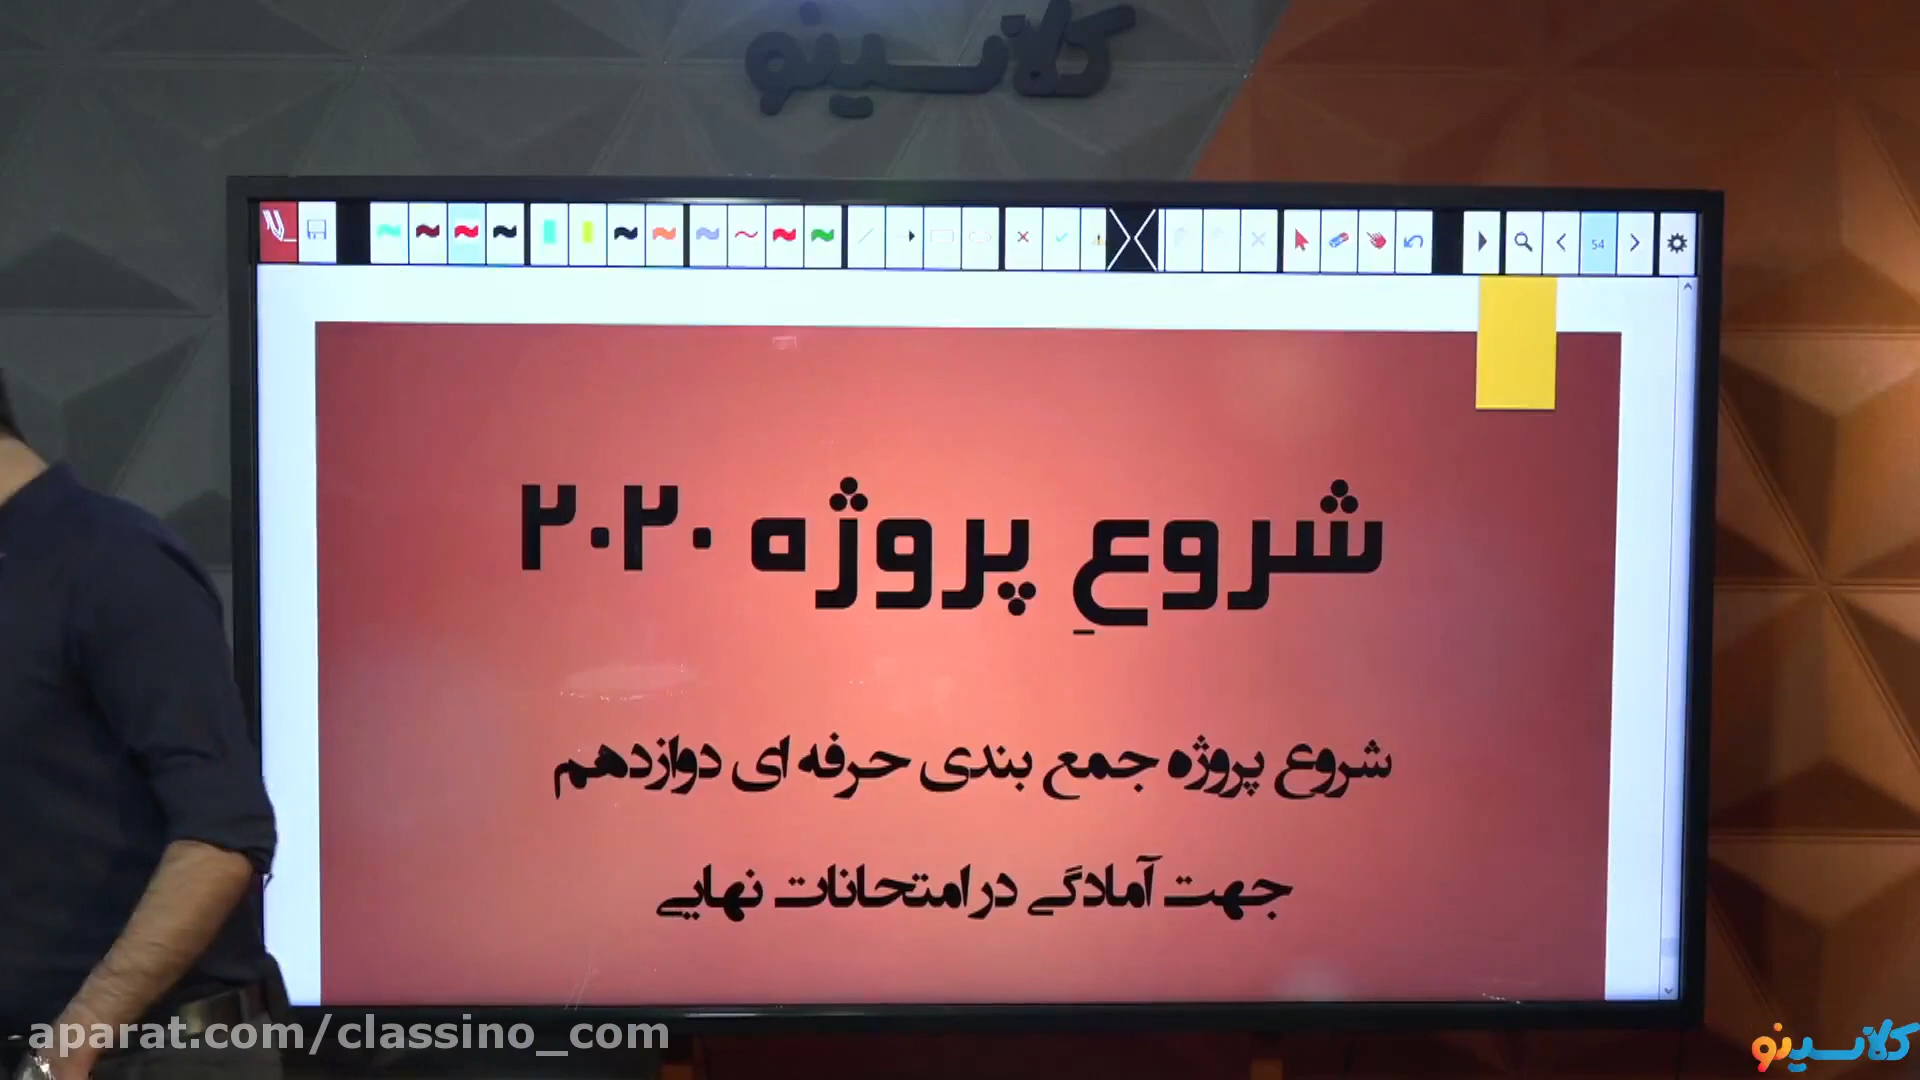 کلاسینو
54
شروعِ پروژه ۲۰۲۰
شروع پروژه جمع بندی حرفه ای دوازدهم
جهت آمادگی در امتحانات نهایی
aparat.com/classino_com
کلاسینو